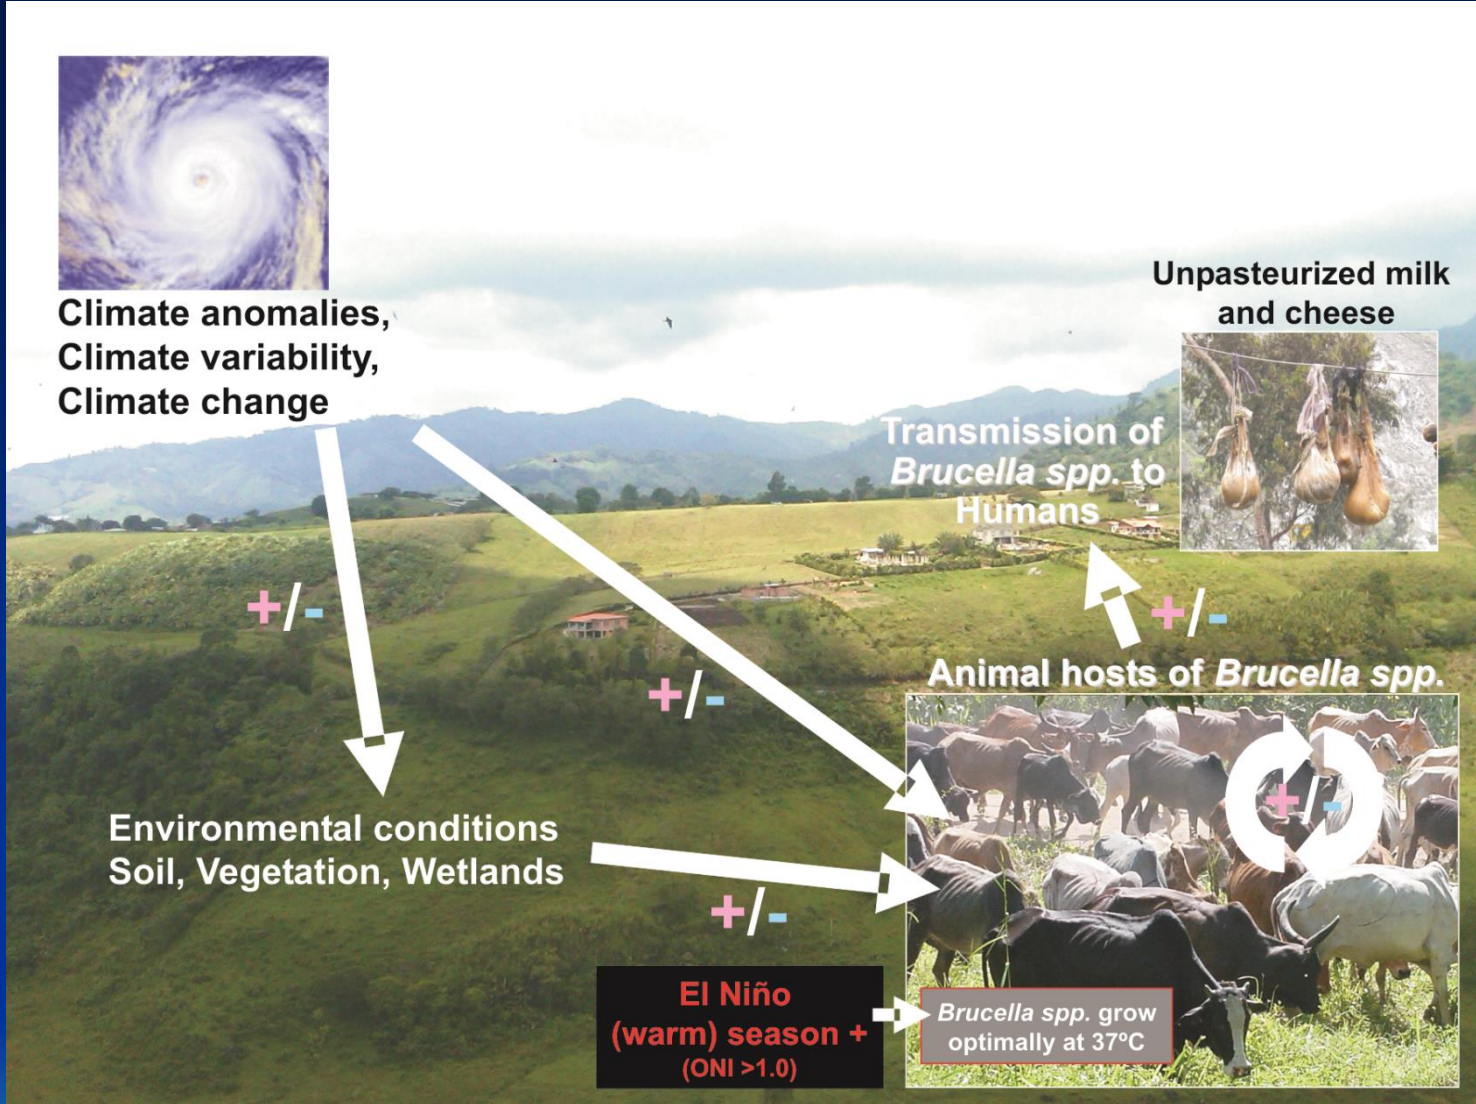 Climate anomalies,
Climate variability,
Climate change
Unpasteurized milk
and cheese
Transmission of
Brucella spp. to
Humans
+/-
+/-
+/-
Animal hosts of Brucella spp.
+/-
Environmental conditions
Soil, Vegetation, Wetlands
+/-
El Niño
(warm) season +
(ONI >1.0)
Brucella spp. grow
optimally at 37ºC